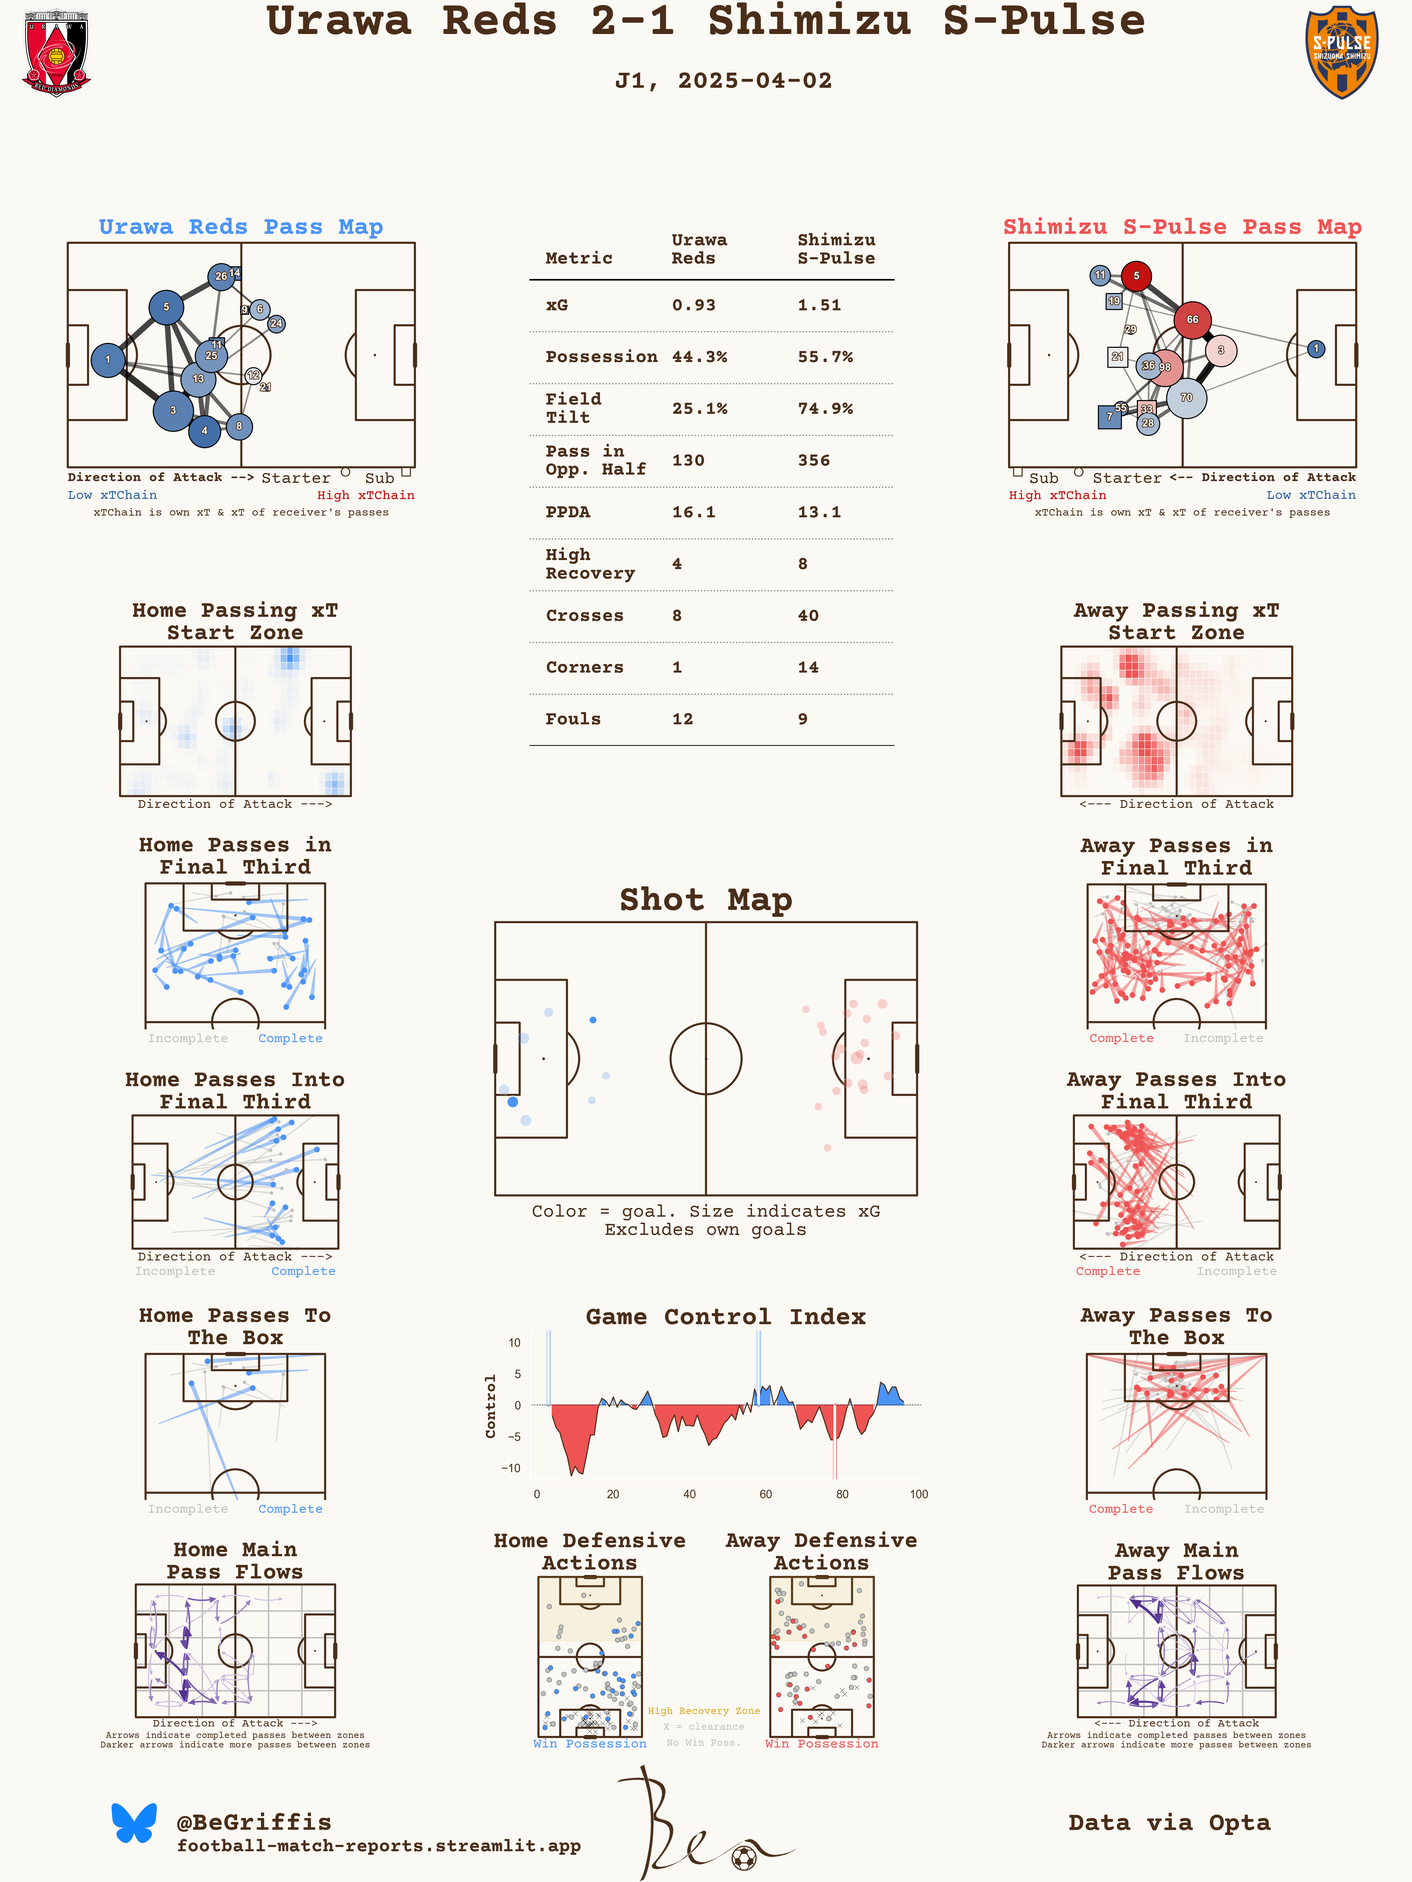 Urawa Reds 2-1 Shimizu S-Pulse
J1, 2025-04-02
URAWA
RED DIAMONDS
S-PULSE
SHIZUOKA SHIMIZU
Urawa Reds Pass Map
26
14
5
9
6
24
11
25
1
13
12
21
3
4
8
Direction of Attack --> Starter Sub
Low xTChain High xTChain
xTChain is own xT & xT of receiver's passes
Metric Urawa Reds Shimizu S-Pulse
xG 0.93 1.51
Possession 44.3% 55.7%
Field Tilt 25.1% 74.9%
Pass in Opp. Half 130 356
PPDA 16.1 13.1
High Recovery 4 8
Crosses 8 40
Corners 1 14
Fouls 12 9
Shimizu S-Pulse Pass Map
11
5
19
66
29
21
3
1
36
98
70
55
33
7
28
Sub Starter <-- Direction of Attack
High xTChain Low xTChain
xTChain is own xT & xT of receiver's passes
Home Passing xT
Start Zone
Direction of Attack --->
Away Passing xT
Start Zone
<--- Direction of Attack
Home Passes in
Final Third
Incomplete Complete
Away Passes in
Final Third
Complete Incomplete
Shot Map
Color = goal. Size indicates xG
Excludes own goals
Home Passes Into
Final Third
Direction of Attack --->
Incomplete Complete
Away Passes Into
Final Third
<--- Direction of Attack
Complete Incomplete
Home Passes To
The Box
Incomplete Complete
Game Control Index
Control
10
5
0
−5
−10
0 20 40 60 80 100
Away Passes To
The Box
Complete Incomplete
Home Main
Pass Flows
Direction of Attack --->
Arrows indicate completed passes between zones
Darker arrows indicate more passes between zones
Home Defensive
Actions
Win Possession
High Recovery Zone
X = clearance
No Win Poss.
Away Defensive
Actions
Win Possession
Away Main
Pass Flows
<--- Direction of Attack
Arrows indicate completed passes between zones
Darker arrows indicate more passes between zones
@BeGriffis
football-match-reports.streamlit.app
Ben
Data via Opta